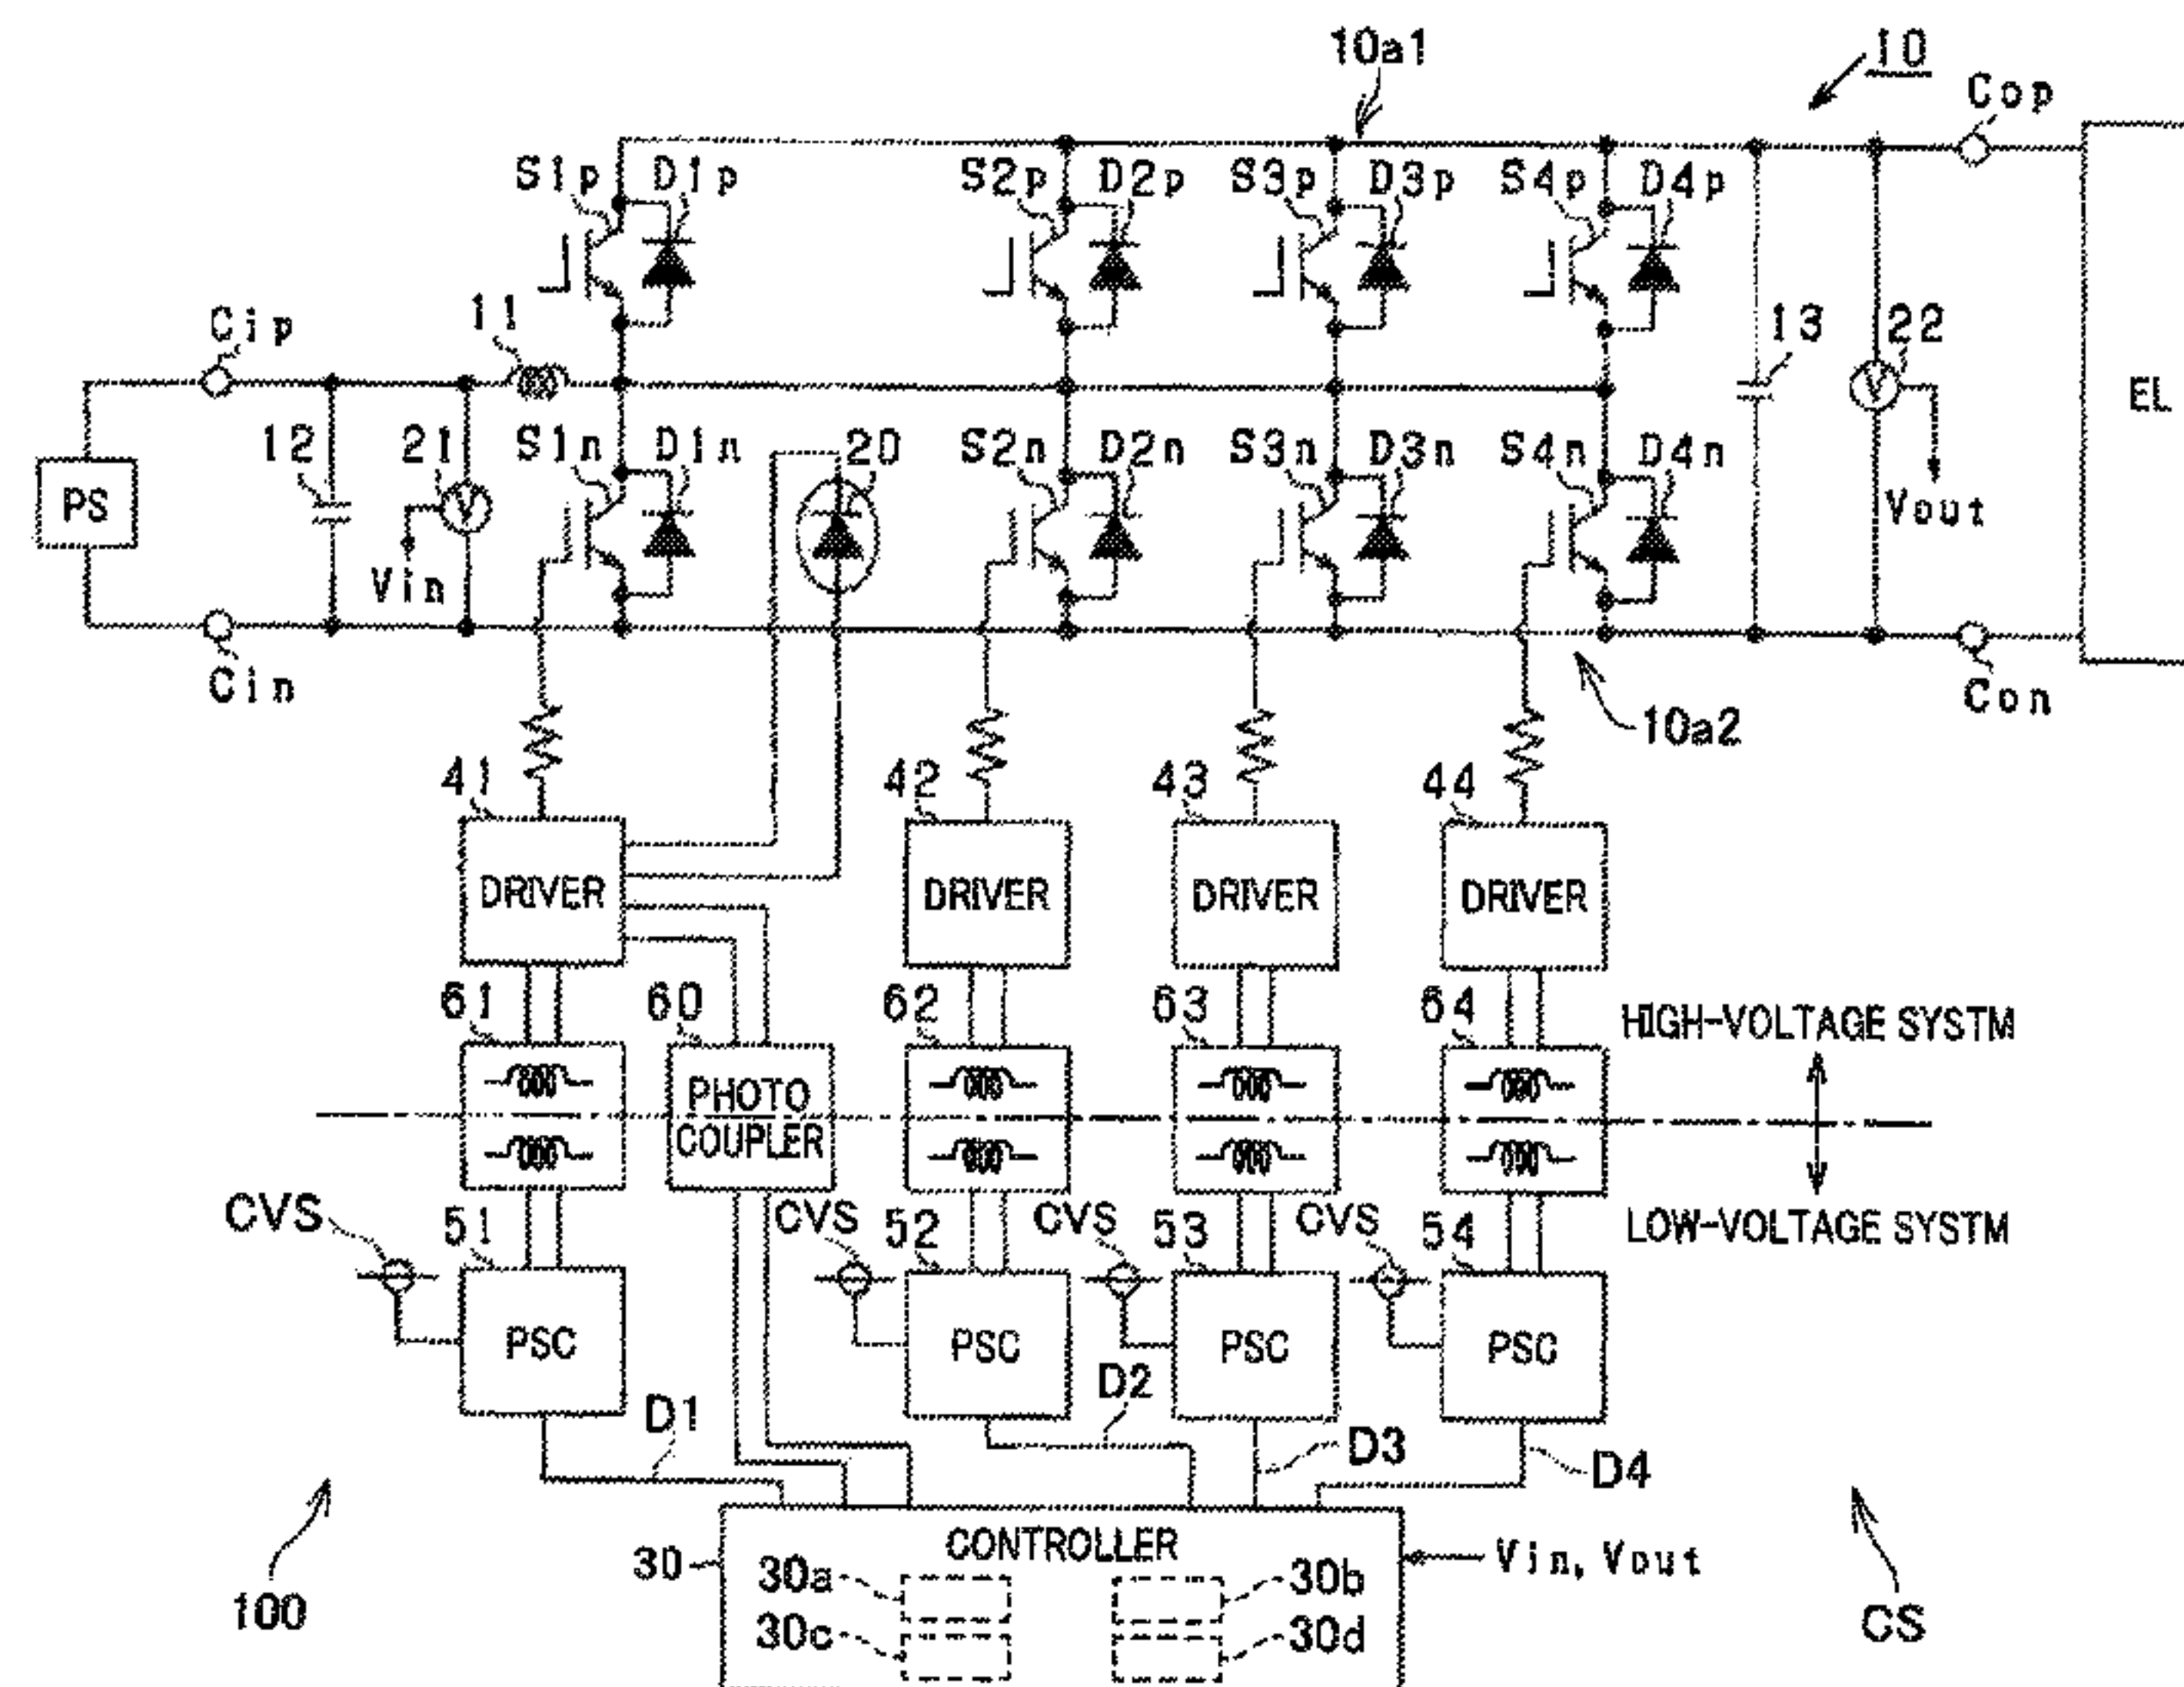 10a1
10
Cop
S1p D1p S2p D2p S3p D3p S4p D4p
Cip 11 13 22
EL
12 21 S1n D1n 20 S2n D2n S3n D3n S4n D4n
PS
Vin
Vout
Cin
Con
10a2
41 42 43 44
DRIVER DRIVER DRIVER DRIVER
61 60 62 63 64
HIGH-VOLTAGE SYSTM
PHOTO
COUPLER
LOW-VOLTAGE SYSTM
CVS 51 CVS 52 CVS 53 CVS 54
PSC PSC PSC PSC
D1 D2 D3 D4
CONTROLLER
30
Vin, Vout
30a 30b
30c 30d
100
CS